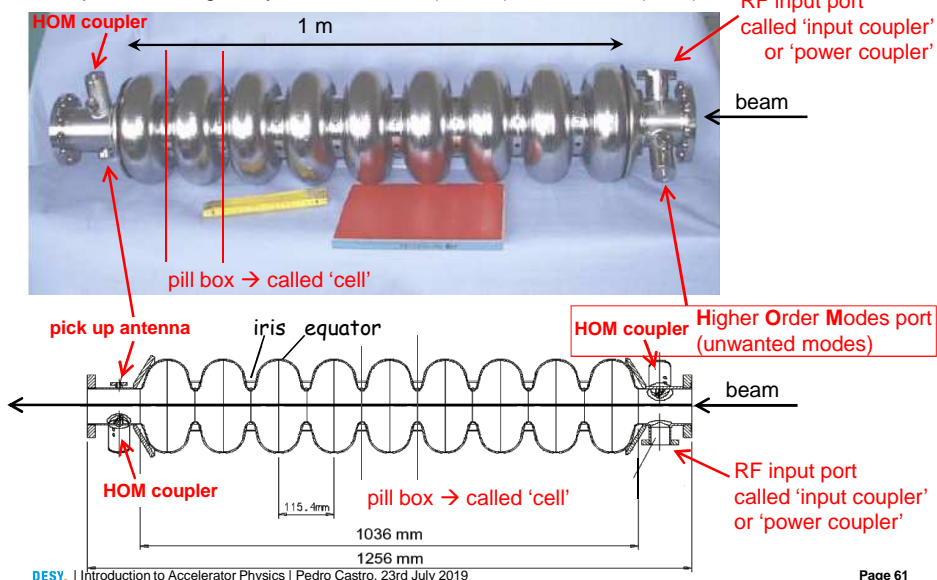 HOM coupler
1 m
RF input port
called ‘input coupler’
or ‘power coupler’
beam
pill box → called ‘cell’
pick up antenna
iris equator
HOM coupler
Higher Order Modes port
(unwanted modes)
beam
HOM coupler
pill box → called ‘cell’
RF input port
called ‘input coupler’
or ‘power coupler’
115.4mm
1036 mm
1256 mm
DESY. | Introduction to Accelerator Physics | Pedro Castro, 23rd July 2019
Page 61